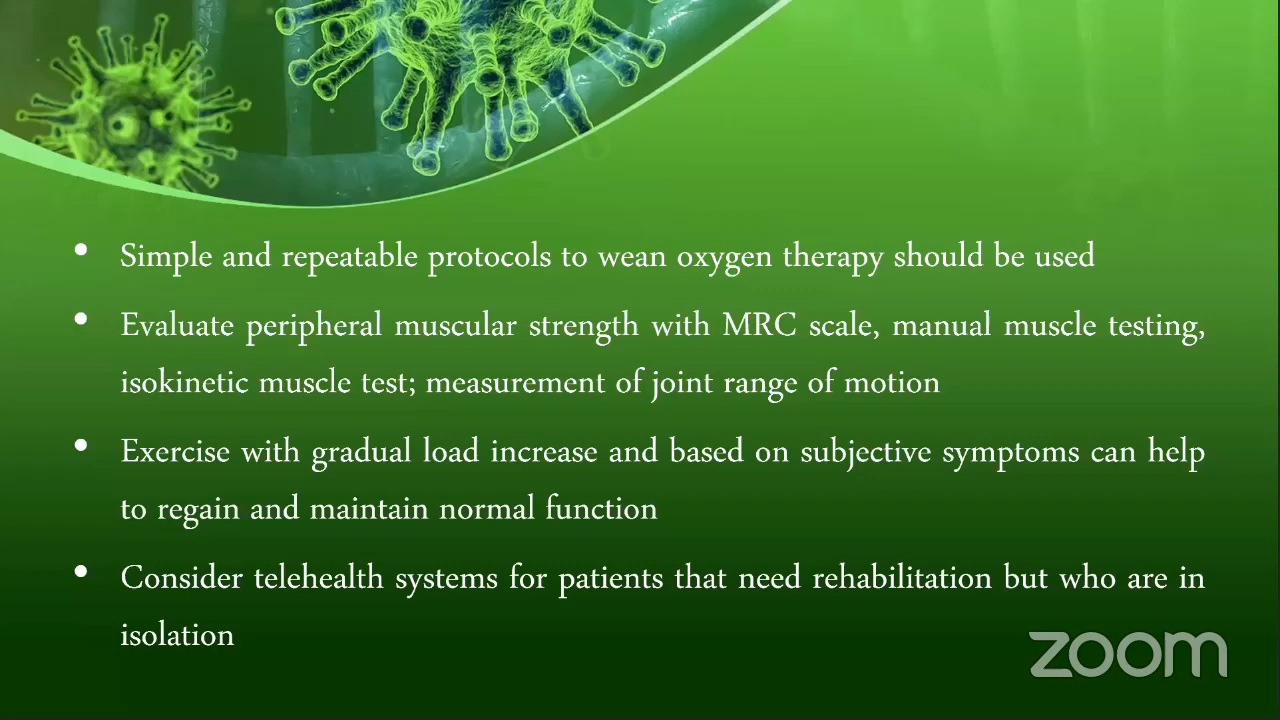 • Simple and repeatable protocols to wean oxygen therapy should be used
• Evaluate peripheral muscular strength with MRC scale, manual muscle testing,
isokinetic muscle test; measurement of joint range of motion
• Exercise with gradual load increase and based on subjective symptoms can help
to regain and maintain normal function
• Consider telehealth systems for patients that need rehabilitation but who are in
isolation
zoom